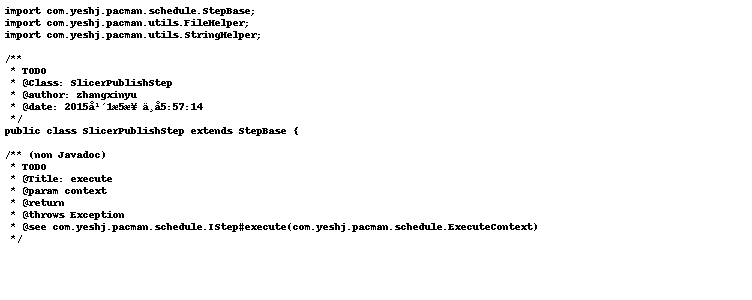 import com.yeshj.pacman.schedule.StepBase;
import com.yeshj.pacman.utils.FileHelper;
import com.yeshj.pacman.utils.StringHelper;
/**
 * TODO
 * @Class: SlicerPublishStep
 * @author: zhangxinyu
 * @date: 2015å¹´1æ5æ¥ ä¸å5:57:14
 */
public class SlicerPublishStep extends StepBase {
/** (non Javadoc)
 * TODO
 * @Title: execute
 * @param context
 * @return
 * @throws Exception
 * @see com.yeshj.pacman.schedule.IStep#execute(com.yeshj.pacman.schedule.ExecuteContext)
 */